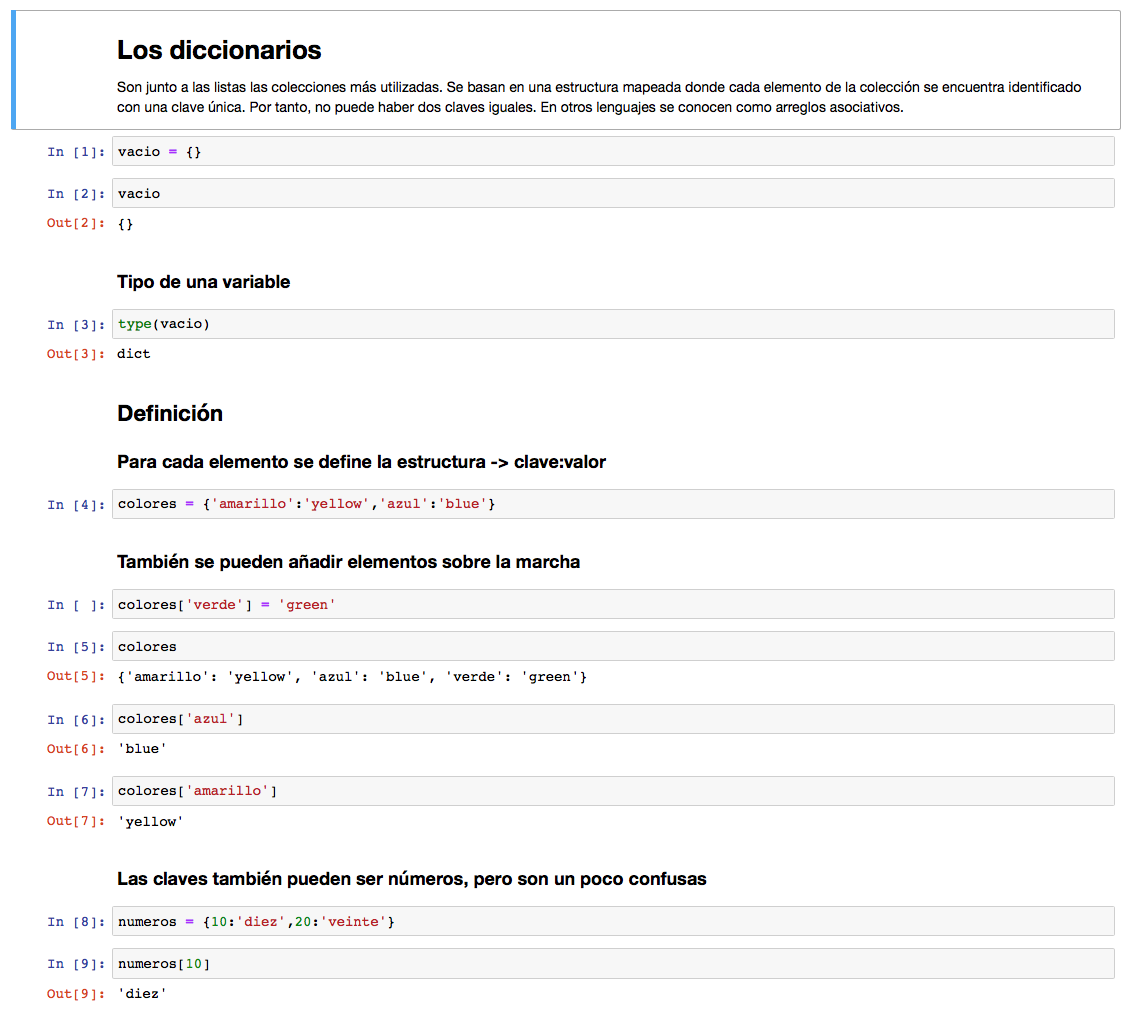 Los diccionarios
Son junto a las listas las colecciones más utilizadas. Se basan en una estructura mapeada donde cada elemento de la colección se encuentra identificado
con una clave única. Por tanto, no puede haber dos claves iguales. En otros lenguajes se conocen como arreglos asociativos.
In [1]: vacio = {}
In [2]: vacio
Out[2]: {}
Tipo de una variable
In [3]: type(vacio)
Out[3]: dict
Definición
Para cada elemento se define la estructura -> clave:valor
In [4]: colores = {'amarillo':'yellow','azul':'blue'}
También se pueden añadir elementos sobre la marcha
In [ ]: colores['verde'] = 'green'
In [5]: colores
Out[5]: {'amarillo': 'yellow', 'azul': 'blue', 'verde': 'green'}
In [6]: colores['azul']
Out[6]: 'blue'
In [7]: colores['amarillo']
Out[7]: 'yellow'
Las claves también pueden ser números, pero son un poco confusas
In [8]: numeros = {10:'diez',20:'veinte'}
In [9]: numeros[10]
Out[9]: 'diez'